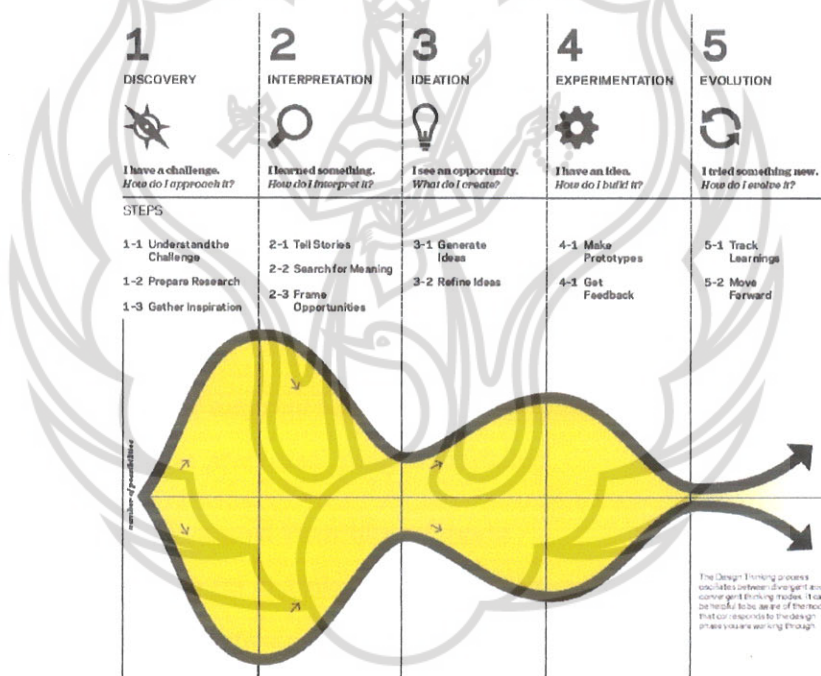 1
DISCOVERY
I have a challenge.
How do I approach it?
2
INTERPRETATION
I learned something.
How do I interpret it?
3
IDEATION
I see an opportunity.
What do I create?
4
EXPERIMENTATION
I have an idea.
How do I build it?
5
EVOLUTION
I tried something new.
How do I evolve it?
STEPS
1-1 Understand the
Challenge
1-2 Prepare Research
1-3 Gather Inspiration
2-1 Tell Stories
2-2 Search for Meaning
2-3 Frame
Opportunities
3-1 Generate
Ideas
3-2 Refine Ideas
4-1 Make
Prototypes
4-1 Get
Feedback
5-1 Track
Learnings
5-2 Move
Forward
number of possibilities
The Design Thinking process
oscillates between divergent
convergent thinking modes. It
be helpful to be aware of the
that corresponds to the design
phase you are working through